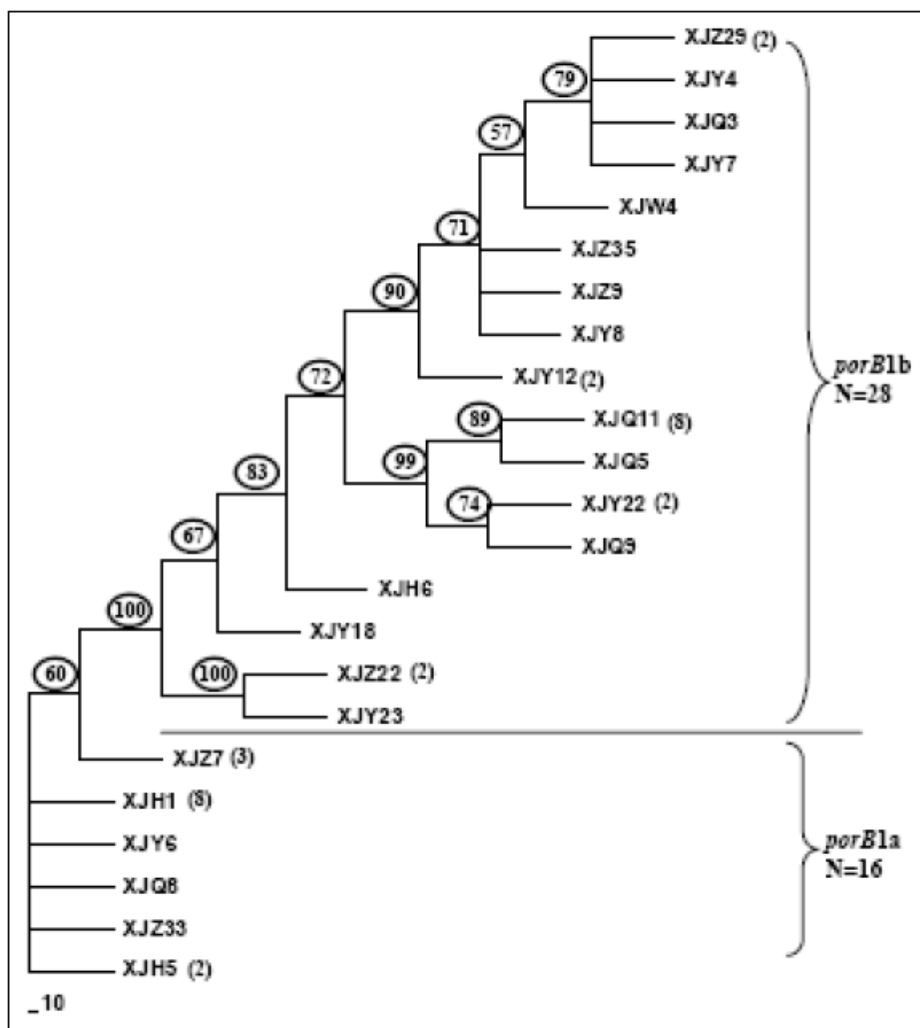 XJZ29 (2)
79
XJY4
XJQ3
57
XJY7
XJW4
71
XJZ35
90
XJZ9
XJY8
72
XJY12 (2)
porB1b
N=28
89
XJQ11 (8)
83
99
XJQ5
74
XJY22 (2)
67
XJQ9
XJH6
100
XJY18
60
100
XJZ22 (2)
XJY23
XJZ7 (3)
XJH1 (8)
XJY6
porB1a
N=16
XJQ8
XJZ33
XJH5 (2)
_ 10